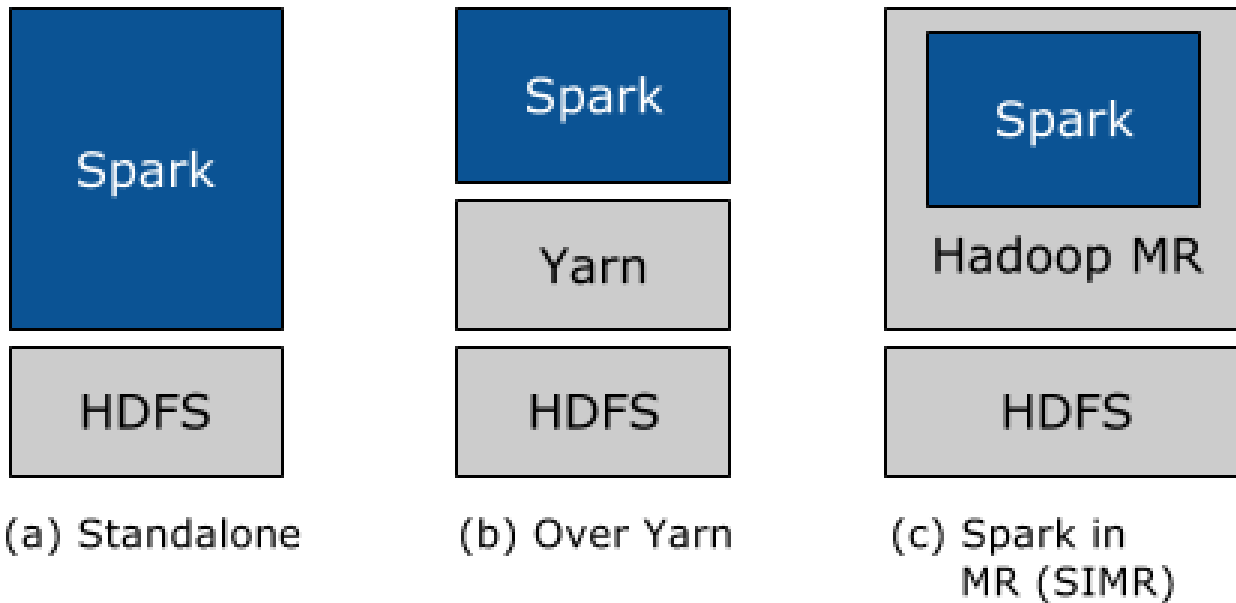 Spark
HDFS
(a) Standalone
Spark
Yarn
HDFS
(b) Over Yarn
Spark
Hadoop MR
HDFS
(c) Spark in
MR (SIMR)